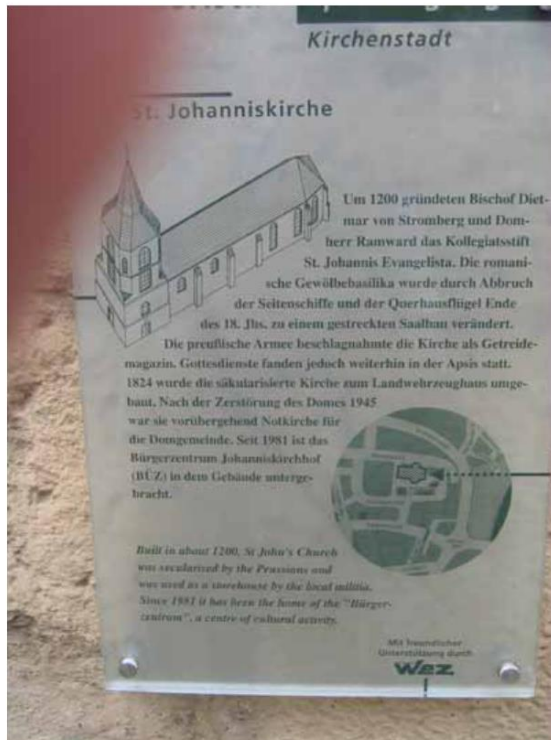 Kirchenstadt
St. Johanniskirche
Um 1200 gründeten Bischof Diet-
mar von Stromberg und Dom-
herr Ramward das Kollegiatsstift
St. Johannis Evangelista. Die romani-
sche Gewölbebasilika wurde durch Abbruch
der Seitenschiffe und der Querhausflügel Ende
des 18. Jhs. zu einem gestreckten Saalbau verändert.
Die preußische Armee beschlagnahmte die Kirche als Getreide-
magazin. Gottesdienste fanden jedoch weiterhin in der Apsis statt.
1824 wurde die säkularisierte Kirche zum Landwehrzeughaus umge-
baut. Nach der Zerstörung des Domes 1945
war sie vorübergehend Notkirche für
die Domgemeinde. Seit 1981 ist das
Bürgerzentrum Johanniskirchhof
(BÜZ) in dem Gebäude unterge-
bracht.
Built in about 1200, St John's Church
was secularised by the Prussians and
was used as a storehouse by the local militia.
Since 1981 it has been the home of the "Bürger-
zentrum", a centre of cultural activity.
Mit freundlicher
Unterstützung durch
WEZ